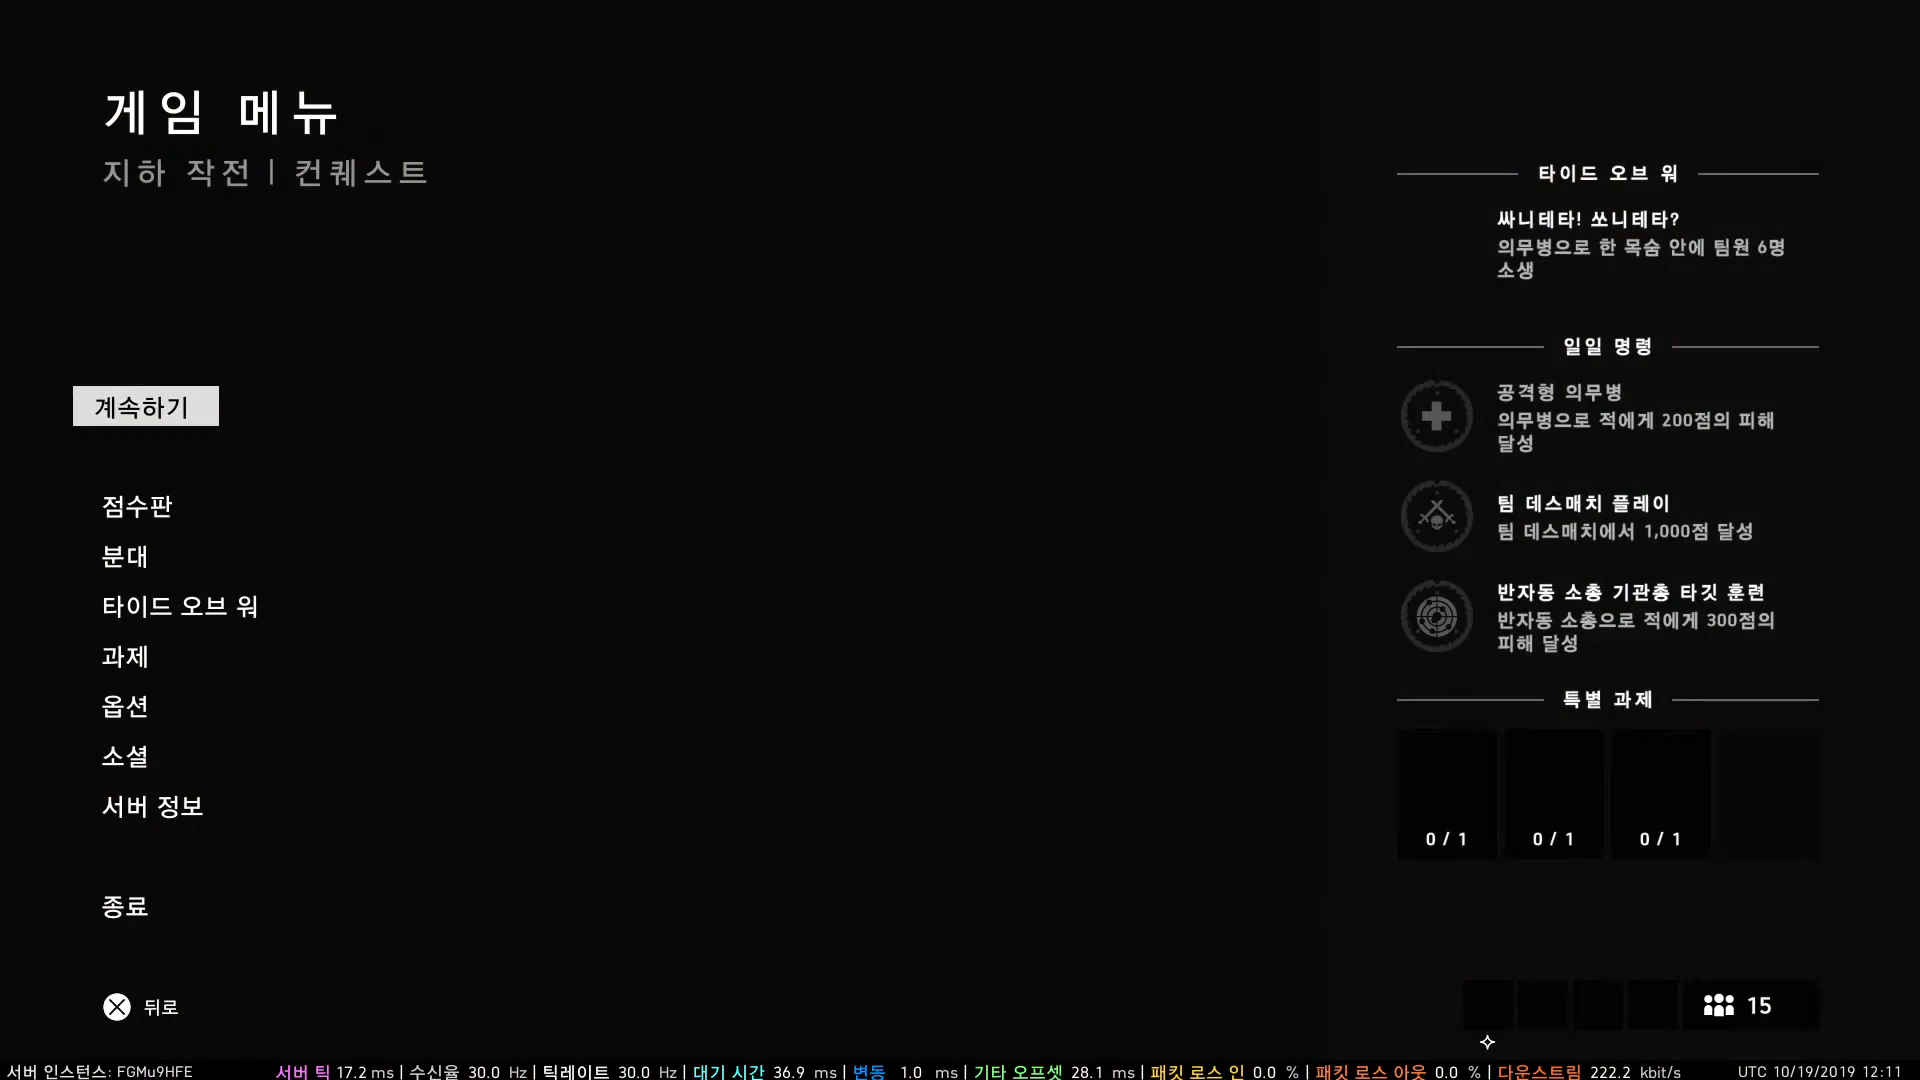 게임 메뉴
지하 작전 | 컨퀘스트
계속하기
점수판
분대
타이드 오브 워
과제
옵션
소셜
서버 정보
종료
뒤로
타이드 오브 워
싸니테타! 쏘니테타?
의무병으로 한 목숨 안에 팀원 6명
소생
일일 명령
공격형 의무병
의무병으로 적에게 200점의 피해
달성
팀 데스매치 플레이
팀 데스매치에서 1,000점 달성
반자동 소총 기관총 타깃 훈련
반자동 소총으로 적에게 300점의
피해 달성
특별 과제
0 / 1 0 / 1 0 / 1
15
서버 인스턴스: FGMu9HFE 서버 틱 17.2 ms | 수신율 30.0 Hz | 틱레이트 30.0 Hz | 대기 시간 36.9 ms | 변동 1.0 ms | 기타 오프셋 28.1 ms | 패킷 로스 인 0.0 % | 패킷 로스 아웃 0.0 % | 다운스트림 222.2 kbit/s UTC 10/19/2019 12:11